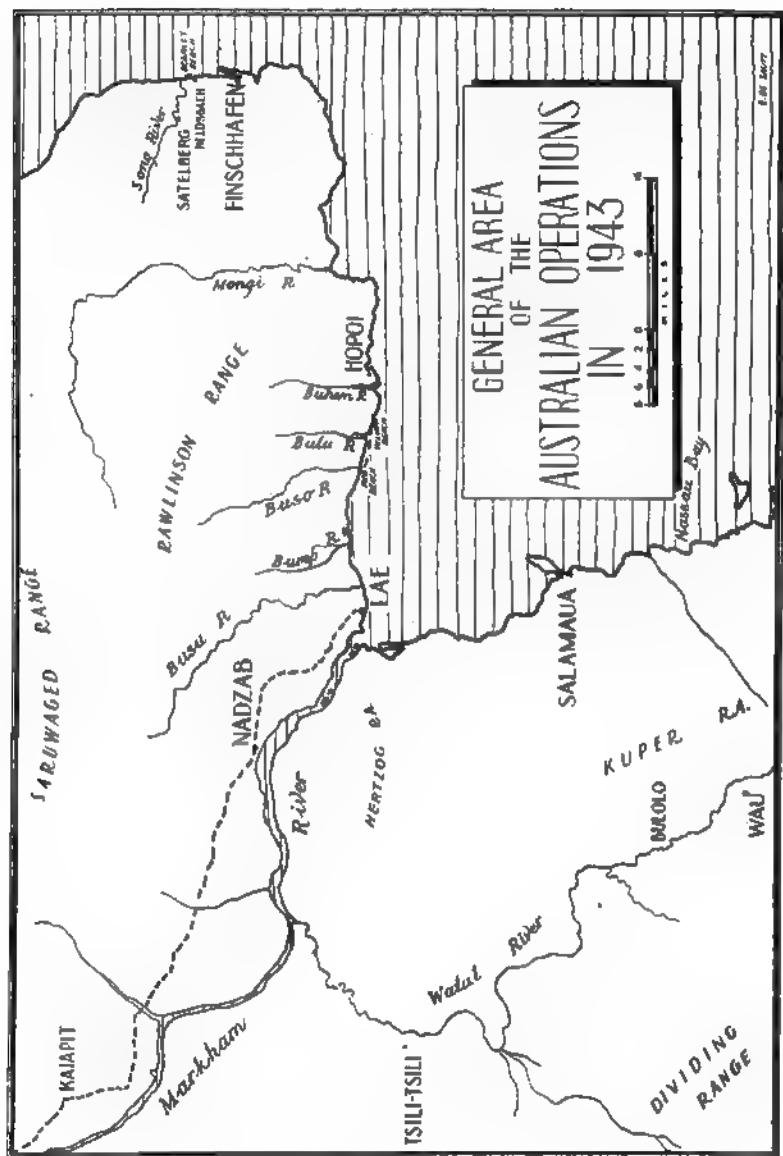 GENERAL AREA
OF THE
AUSTRALIAN OPERATIONS
IN 1943
MILES
SARUWAGED RANGE
RAWLINSON RANGE
KAIAPIT
Markham
River
NADZAB
Busu R
Buso R
Bulu R
Mongi R
HOPOI
LAE
Song River
SATELBERG
FINSCHHAFEN
HERTZOG RA
SALAMAUA
Nassau Bay
KUPER RA.
BULOLO
WAU
Watut River
TSILI-TSILI
DIVIDING
RANGE